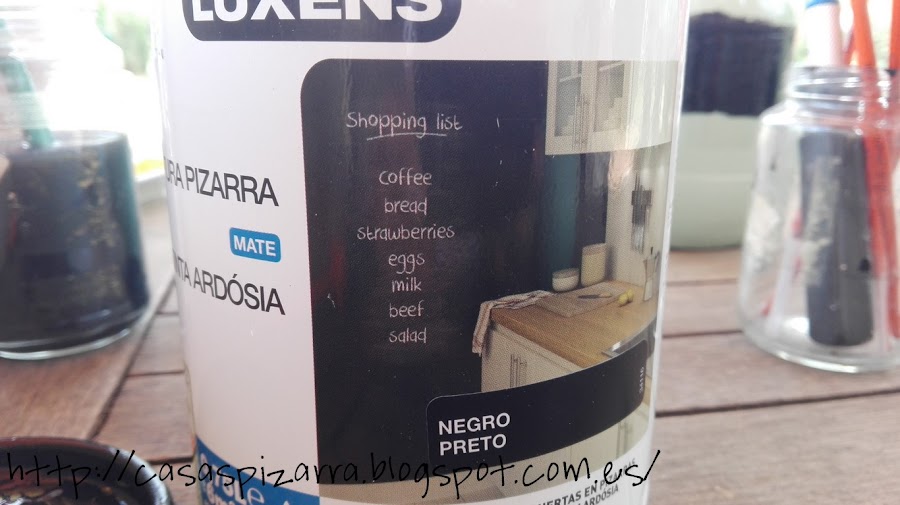 LUXENS
Shopping list
coffee
bread
strawberries
eggs
milk
beef
salad
PIZARRA
MATE
ARDÓSIA
NEGRO
PRETO
ARDÓSIA
http://casaspizarra.blogspot.com.es/